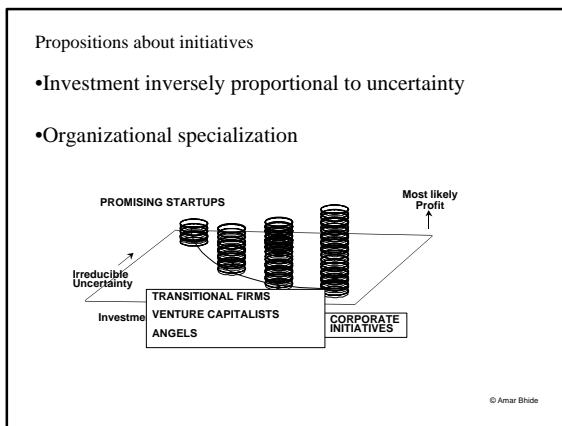 Propositions about initiatives
•Investment inversely proportional to uncertainty
•Organizational specialization
PROMISING STARTUPS
Most likely
Profit
Irreducible
Uncertainty
Investme
TRANSITIONAL FIRMS
VENTURE CAPITALISTS
ANGELS
CORPORATE
INITIATIVES
© Amar Bhide